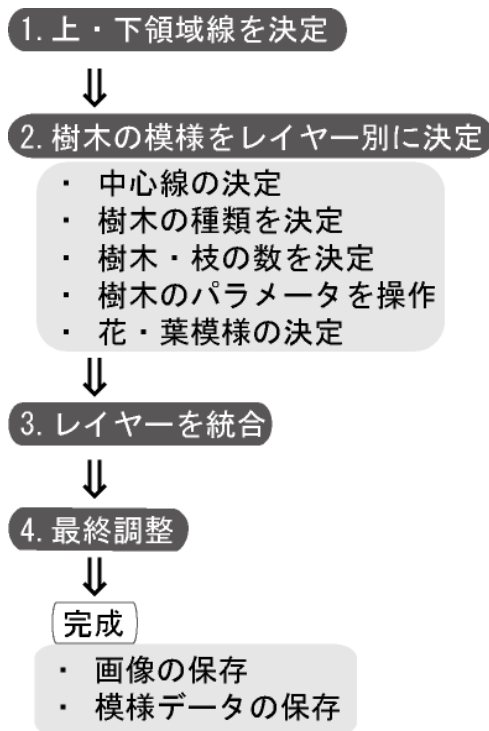 1.上・下領域線を決定
⇓
2.樹木の模様をレイヤー別に決定
・ 中心線の決定
・ 樹木の種類を決定
・ 樹木・枝の数を決定
・ 樹木のパラメータを操作
・ 花・葉模様の決定
⇓
3.レイヤーを統合
⇓
4.最終調整
⇓
完成
・ 画像の保存
・ 模様データの保存